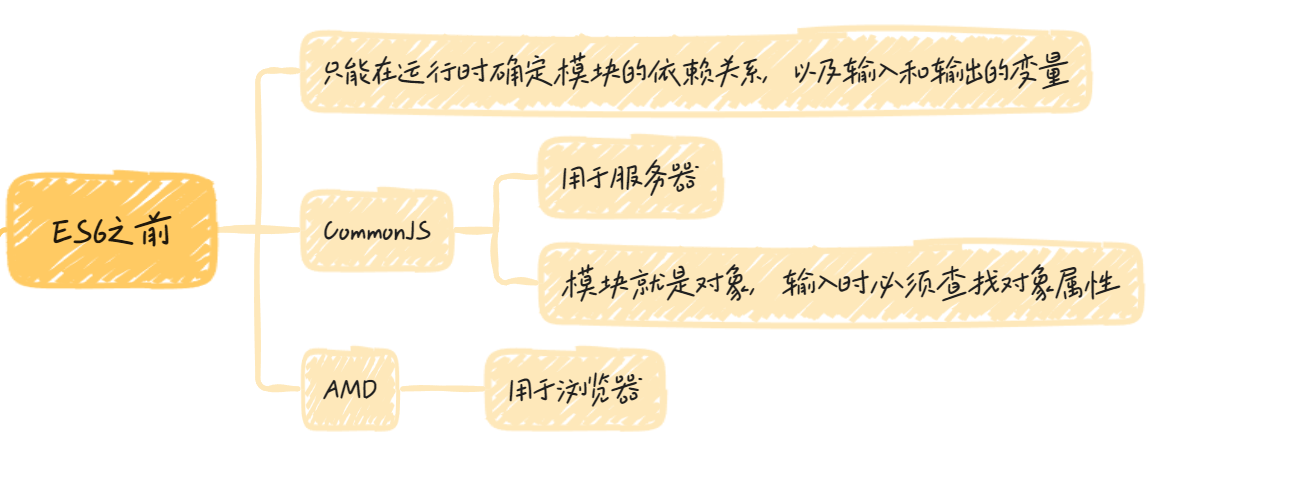 只能在运行时确定模块的依赖关系, 以及输入和输出的变量
用于服务器
ES6之前
CommonJS
模块就是对象, 输入时必须查找对象属性
AMD
用于浏览器